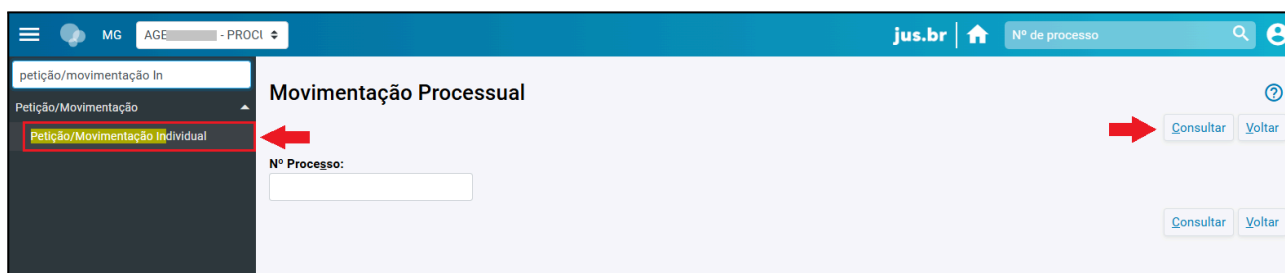 MG AGE - PROCU jus.br Nº de processo
petição/movimentação In
Petição/Movimentação
Petição/Movimentação Individual
Movimentação Processual
Consultar Voltar
Nº Processo:
Consultar Voltar